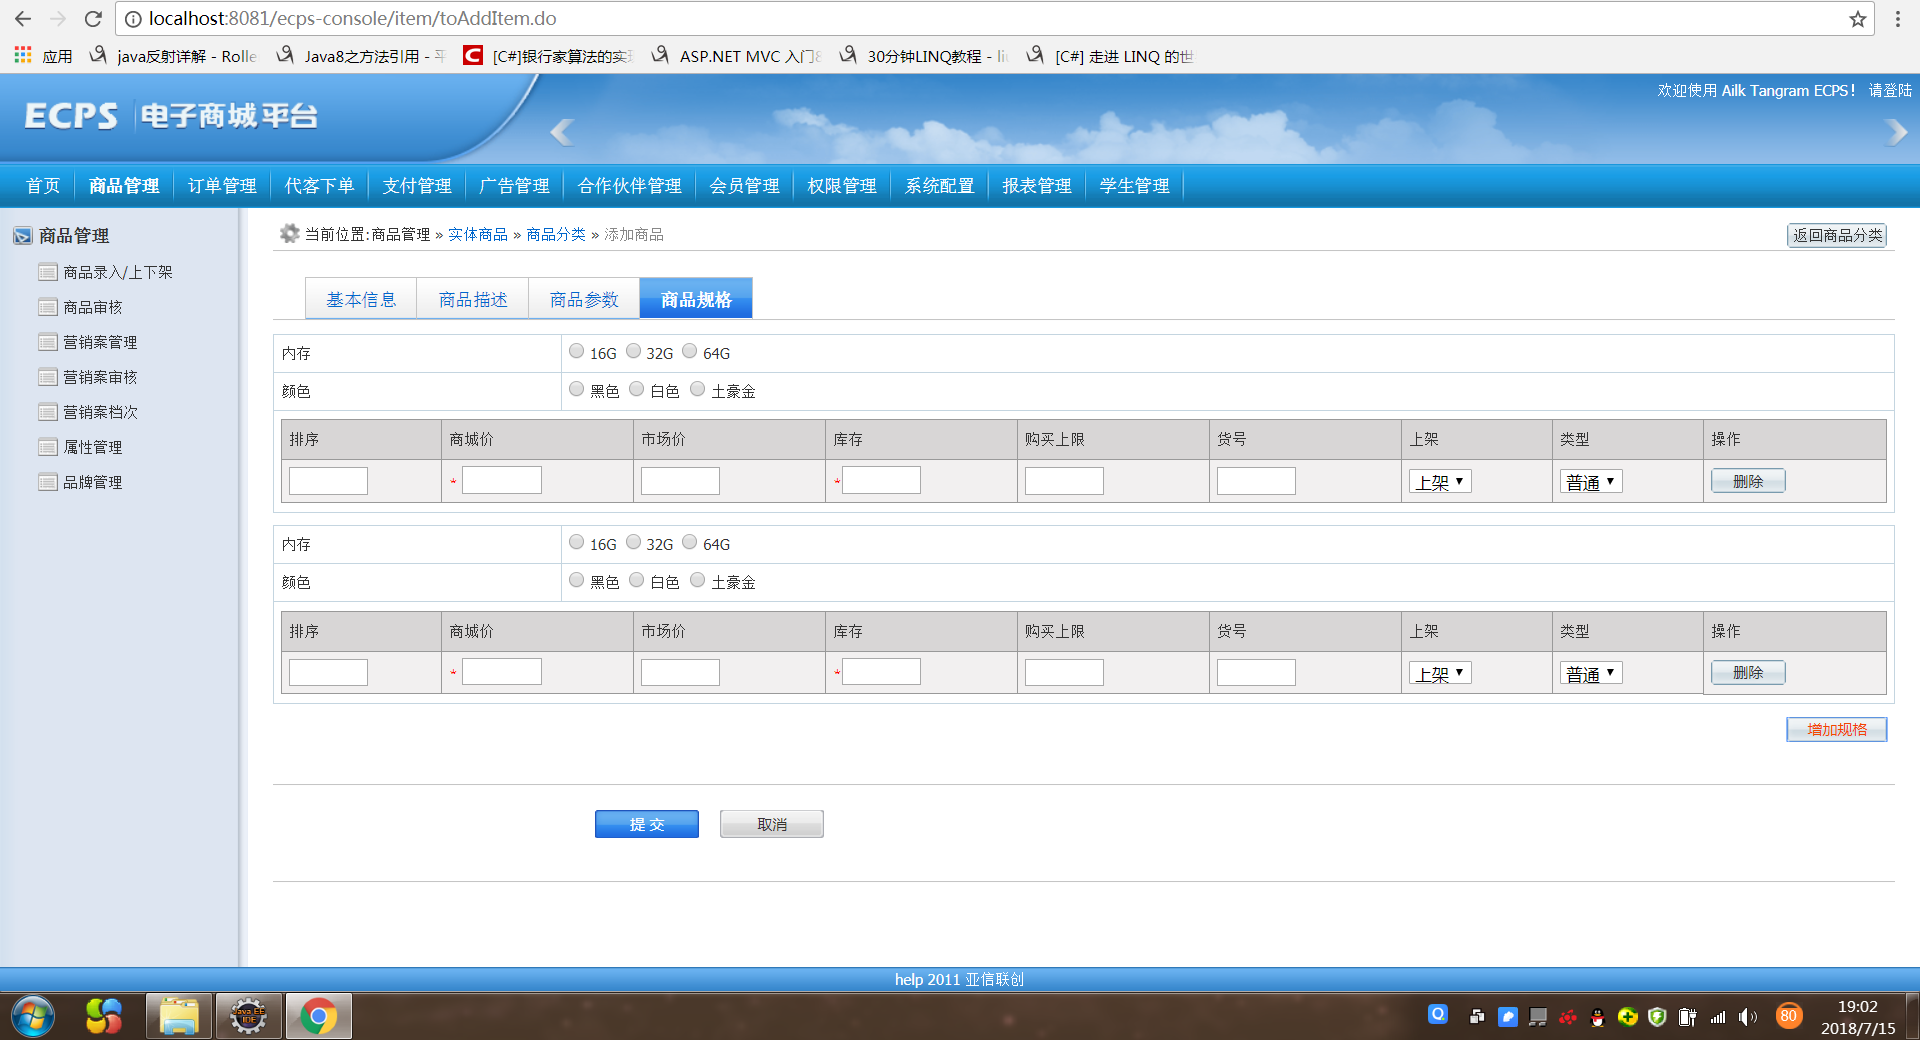 localhost:8081/ecps-console/item/toAddItem.do
应用 java反射详解 - Rolle Java8之方法引用 - [C#]银行家算法的实 ASP.NET MVC 入门 30分钟LINQ教程 - li [C#] 走进 LINQ 的世
ECPS 电子商城平台
欢迎使用 Ailk Tangram ECPS！ 请登陆
首页 商品管理 订单管理 代客下单 支付管理 广告管理 合作伙伴管理 会员管理 权限管理 系统配置 报表管理 学生管理
商品管理
商品录入/上下架
商品审核
营销案管理
营销案审核
营销案档次
属性管理
品牌管理
当前位置:商品管理 » 实体商品 » 商品分类 » 添加商品
返回商品分类
基本信息 商品描述 商品参数 商品规格
内存 16G 32G 64G
颜色 黑色 白色 土豪金
排序 商城价 市场价 库存 购买上限 货号 上架 类型 操作
* * 上架 普通 删除
内存 16G 32G 64G
颜色 黑色 白色 土豪金
排序 商城价 市场价 库存 购买上限 货号 上架 类型 操作
* * 上架 普通 删除
增加规格
提 交 取消
help 2011 亚信联创
Java EE
IDE
80
19:02
2018/7/15